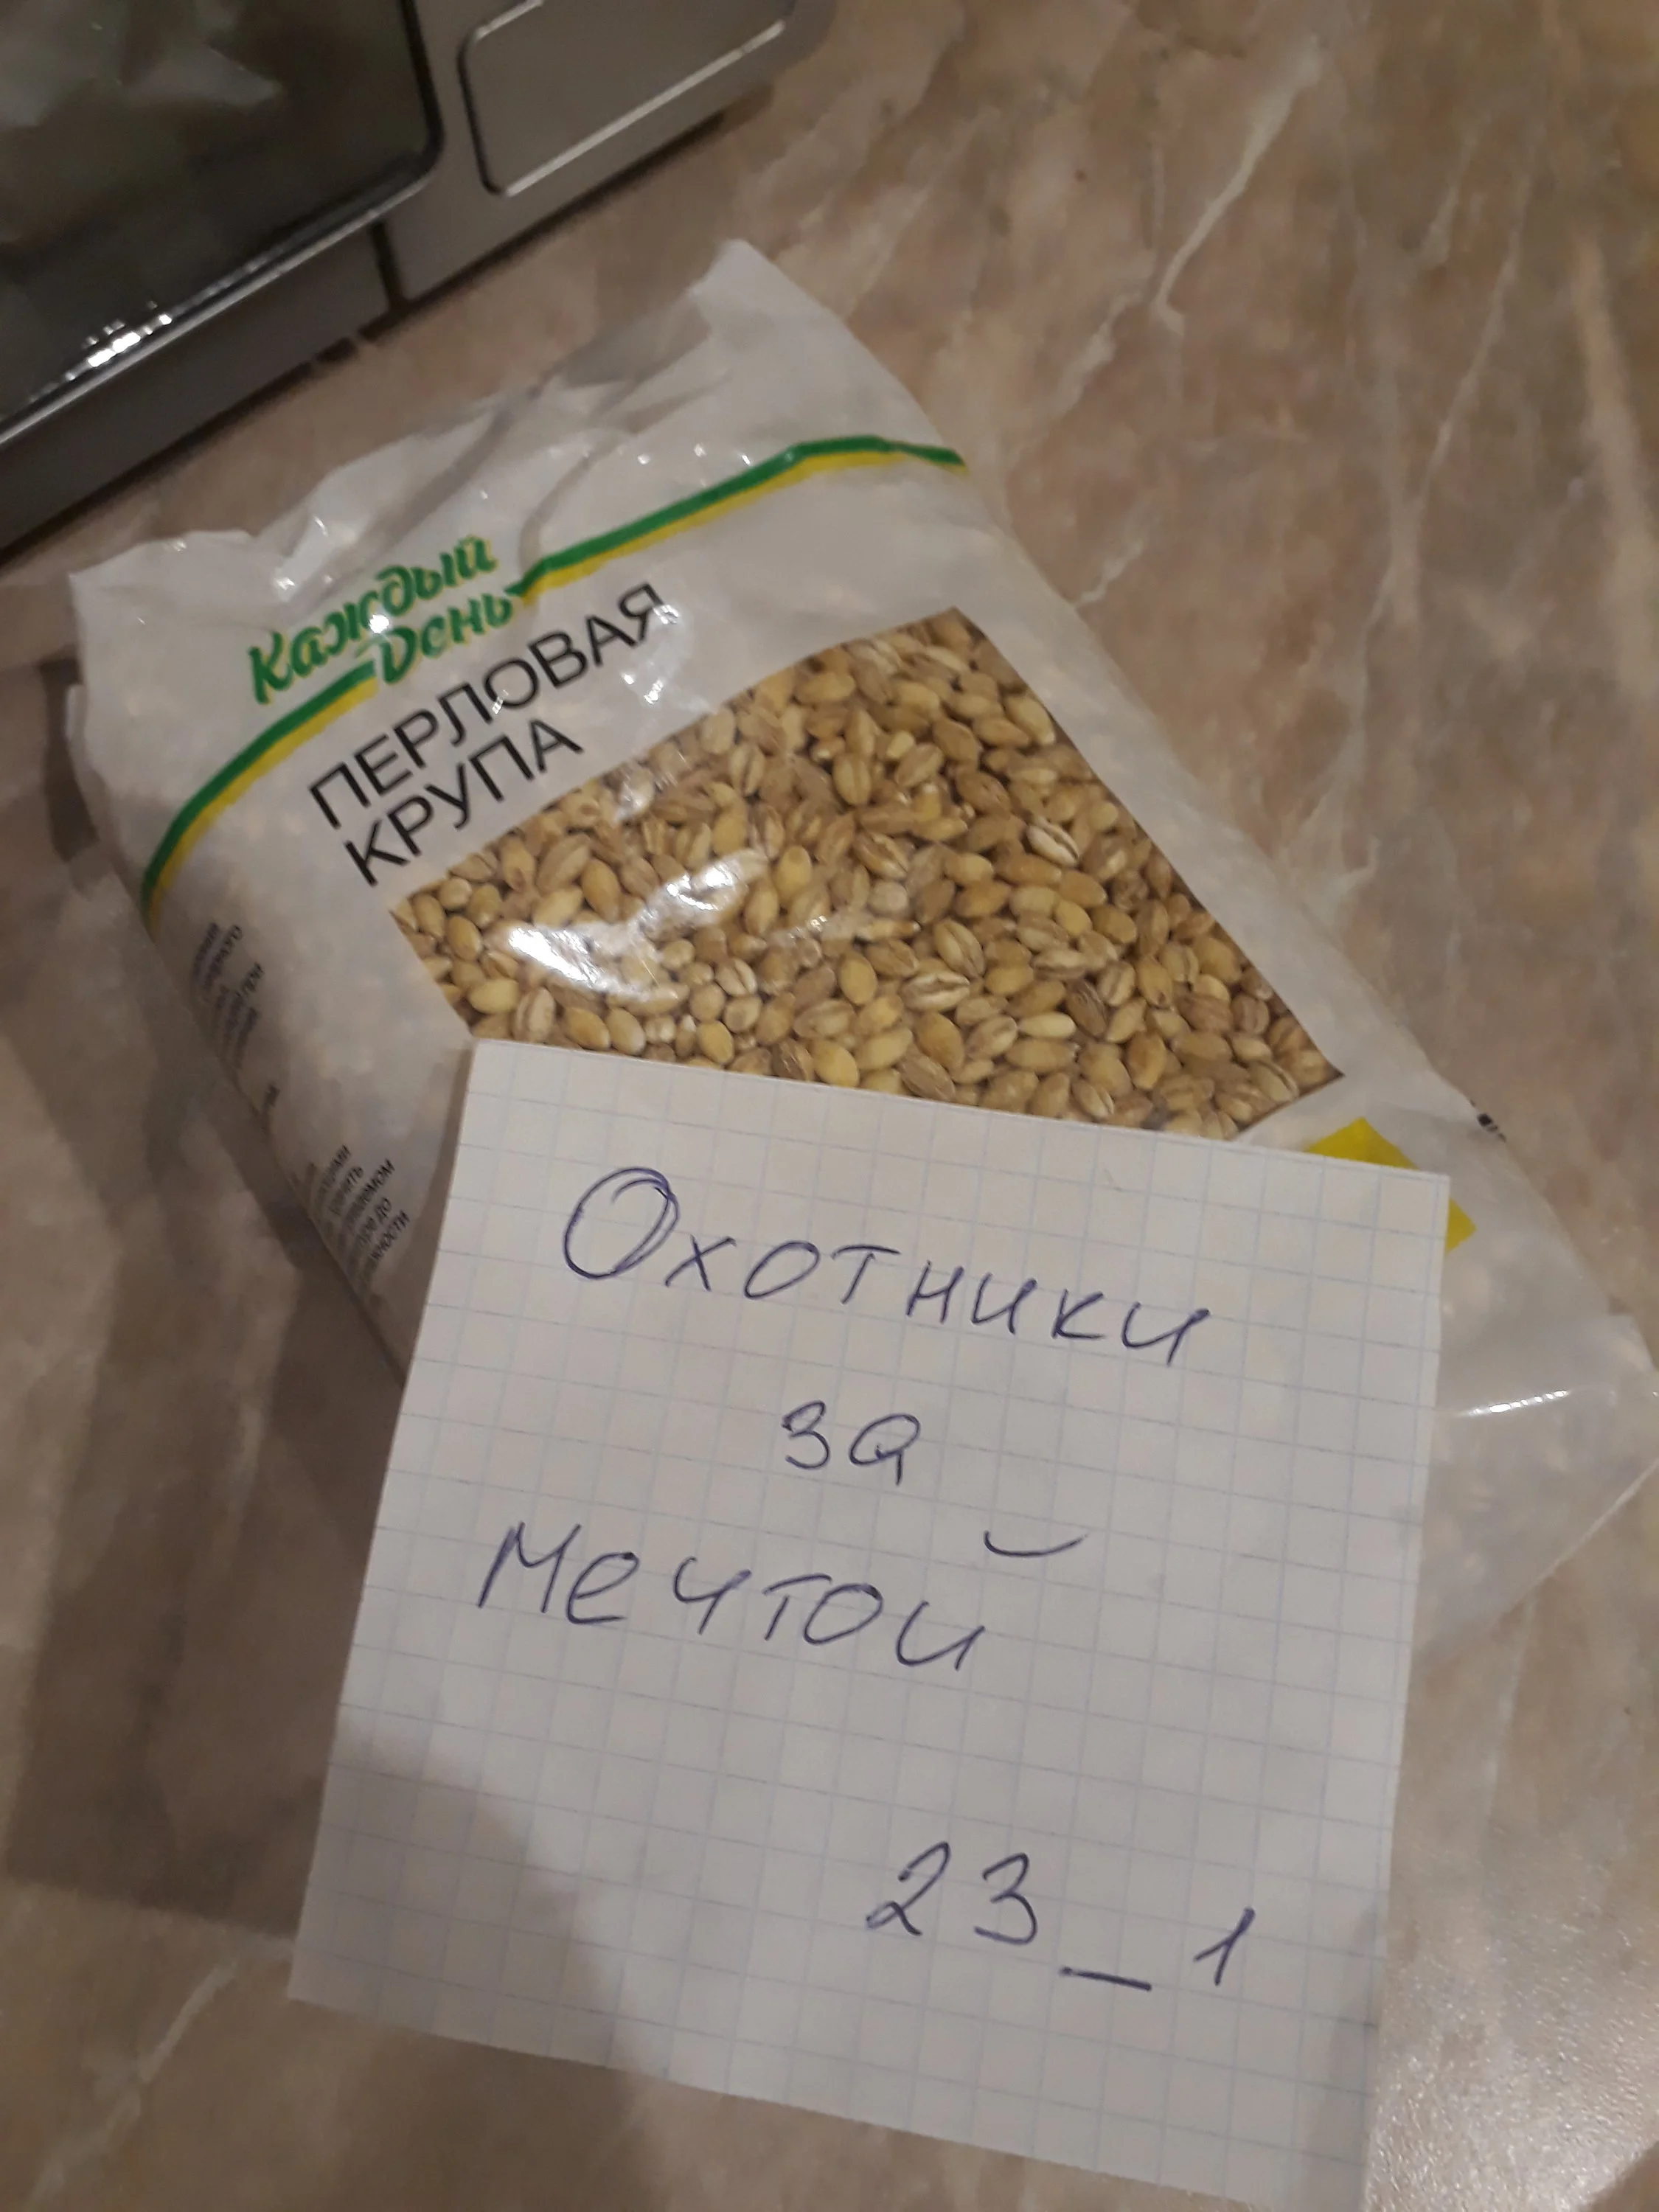 Каждый
День
ПЕРЛОВАЯ
КРУПА
Охотники
за
Мечтой
23_1